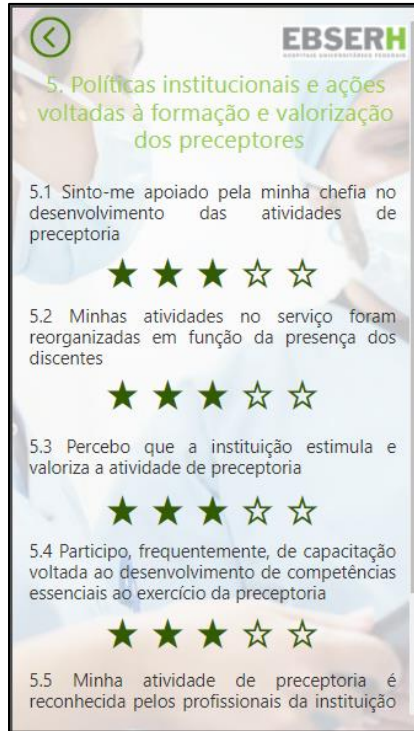 EBSERH
HOSPITAIS UNIVERSITÁRIOS FEDERAIS
5. Políticas institucionais e ações
voltadas à formação e valorização
dos preceptores
5.1 Sinto-me apoiado pela minha chefia no
desenvolvimento das atividades de
preceptoria
5.2 Minhas atividades no serviço foram
reorganizadas em função da presença dos
discentes
5.3 Percebo que a instituição estimula e
valoriza a atividade de preceptoria
5.4 Participo, frequentemente, de capacitação
voltada ao desenvolvimento de competências
essenciais ao exercício da preceptoria
5.5 Minha atividade de preceptoria é
reconhecida pelos profissionais da instituição